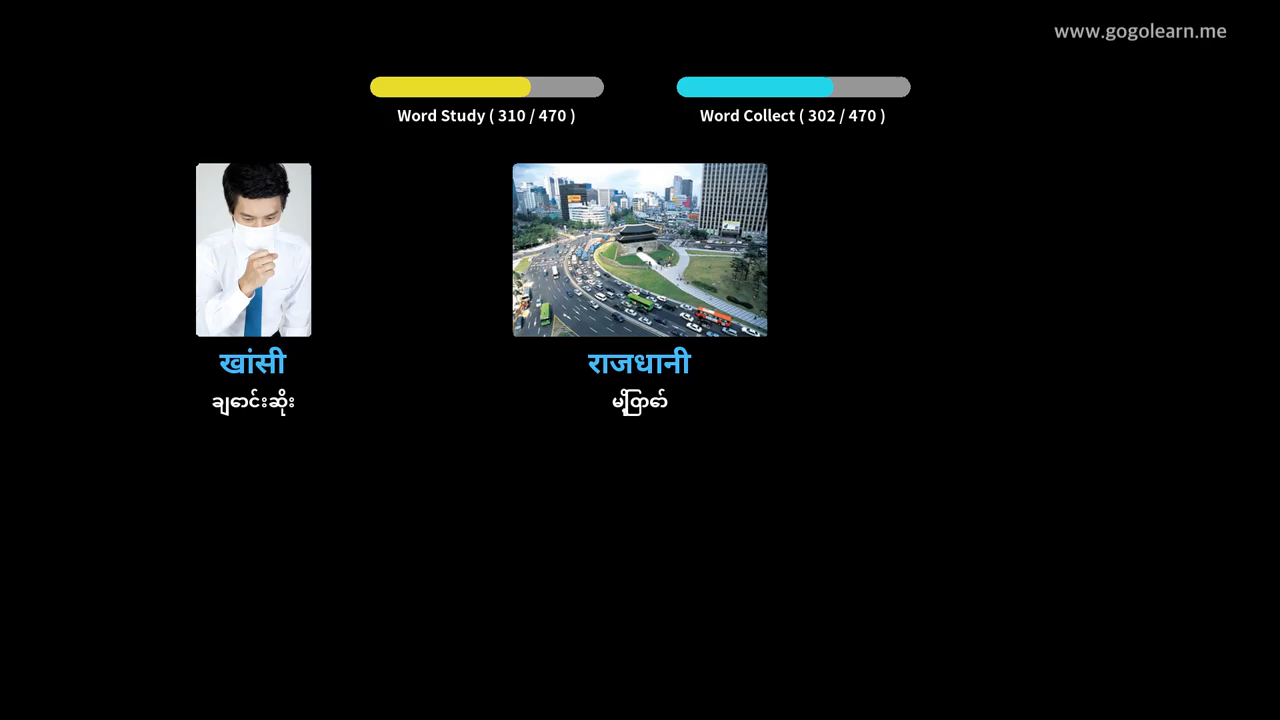 www.gogolearn.me
Word Study ( 310 / 470 )
Word Collect ( 302 / 470 )
खांसी
ချောင်းဆိုး
राजधानी
မြို့တော်